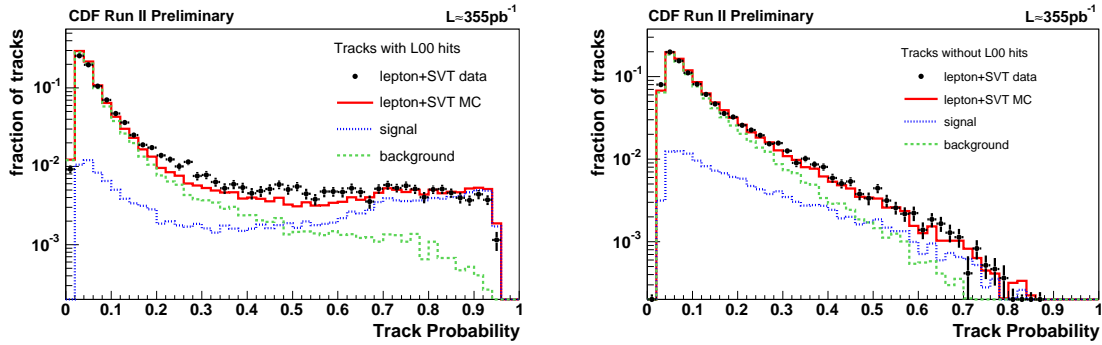 CDF Run II Preliminary L≈355pb⁻¹
fraction of tracks
Tracks with L00 hits
lepton+SVT data
lepton+SVT MC
signal
background
10⁻¹
10⁻²
10⁻³
0 0.1 0.2 0.3 0.4 0.5 0.6 0.7 0.8 0.9 1
Track Probability
CDF Run II Preliminary L≈355pb⁻¹
fraction of tracks
Tracks without L00 hits
lepton+SVT data
lepton+SVT MC
signal
background
10⁻¹
10⁻²
10⁻³
0 0.1 0.2 0.3 0.4 0.5 0.6 0.7 0.8 0.9 1
Track Probability